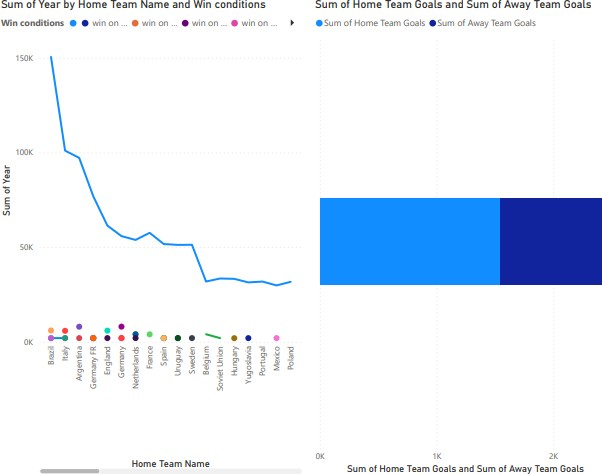 Sum of Year by Home Team Name and Win conditions
Win conditions win on ... win on ... win on ... win on ...
150K
100K
50K
0K
Sum of Year
Brazil
Italy
Argentina
Germany FR
England
Germany
Netherlands
France
Spain
Uruguay
Sweden
Belgium
Soviet Union
Hungary
Yugoslavia
Portugal
Mexico
Poland
Home Team Name
Sum of Home Team Goals and Sum of Away Team Goals
Sum of Home Team Goals Sum of Away Team Goals
0K 1K 2K
Sum of Home Team Goals and Sum of Away Team Goals